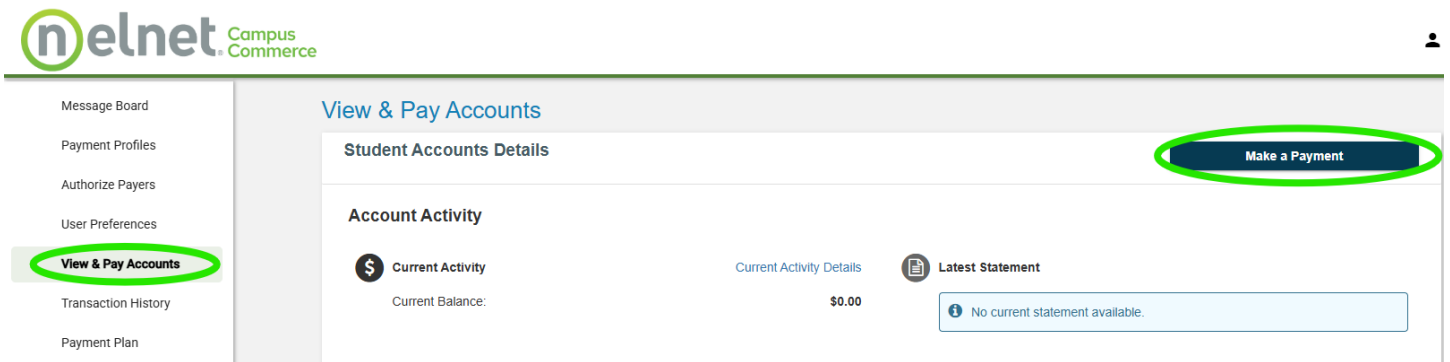 nelnet Campus Commerce
Message Board
Payment Profiles
Authorize Payers
User Preferences
View & Pay Accounts
Transaction History
Payment Plan
View & Pay Accounts
Student Accounts Details
Make a Payment
Account Activity
$ Current Activity
Current Activity Details
Current Balance:
$0.00
Latest Statement
No current statement available.